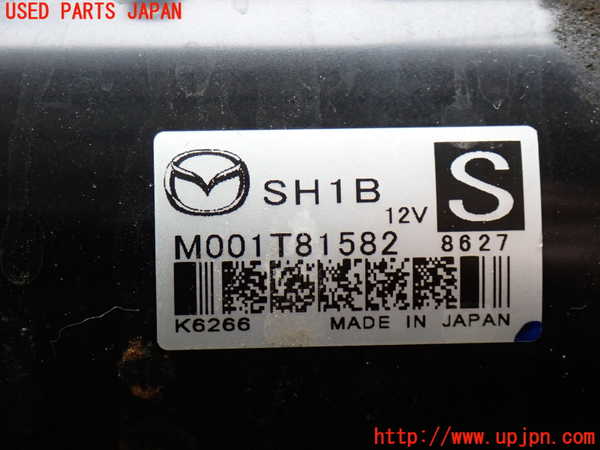 USED PARTS JAPAN
SH1B
12V
S
M001T81582 8627
K6266 MADE IN JAPAN
http://www.upjpn.com/